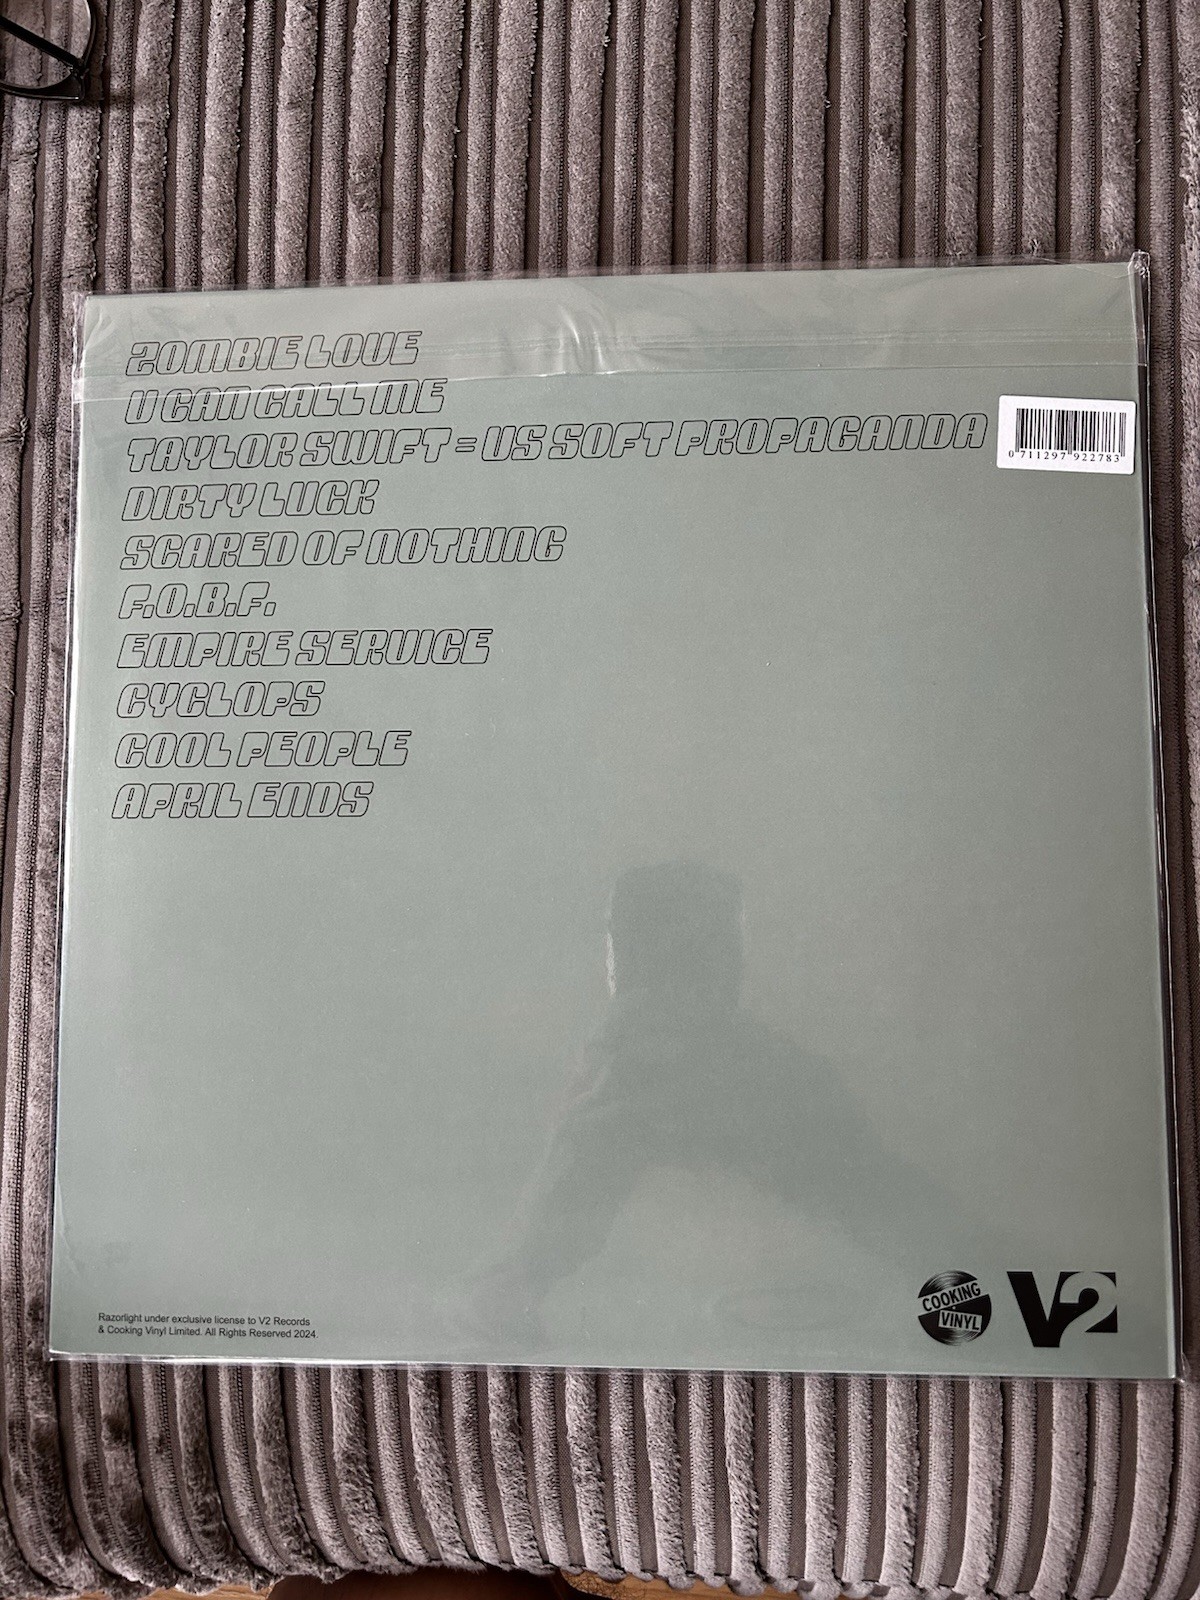 ZOMBIE LOVE
U CAN CALL ME
TAYLOR SWIFT = US SOFT PROPAGANDA
0 711297 922783
DIRTY LUCK
SCARED OF NOTHING
F.O.B.F.
EMPIRE SERVICE
CYCLOPS
COOL PEOPLE
APRIL ENDS
Razorlight under exclusive license to V2 Records
& Cooking Vinyl Limited. All Rights Reserved 2024.
COOKING
VINYL
V2